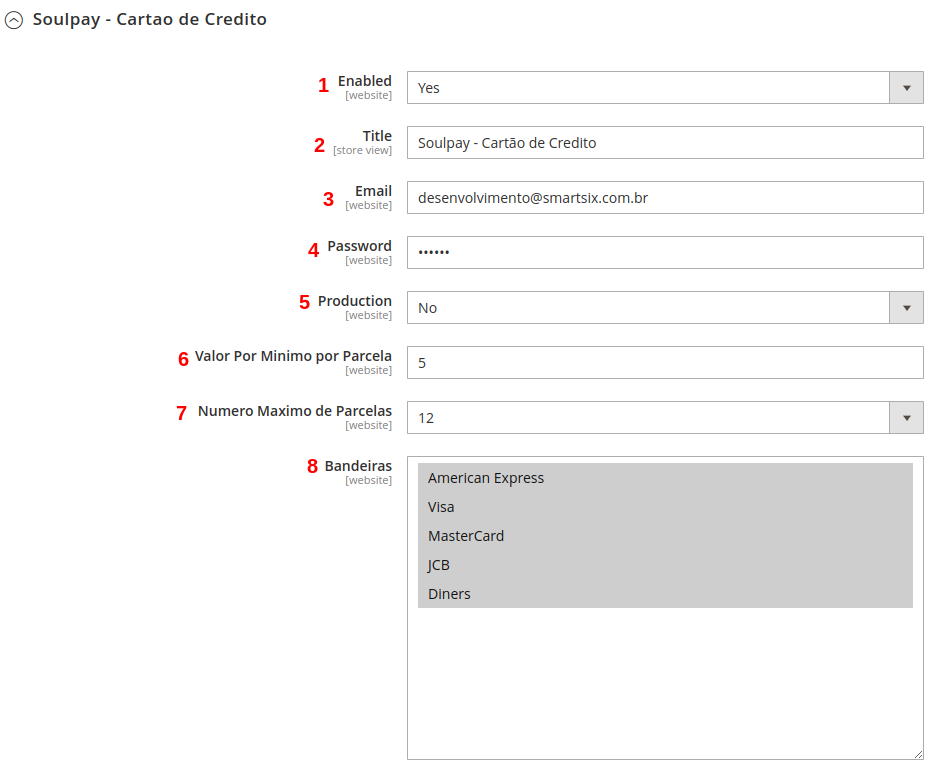 Soulpay - Cartao de Credito
1 Enabled Yes
[website]
2 Title Soulpay - Cartão de Credito
[store view]
3 Email desenvolvimento@smartsix.com.br
[website]
4 Password ••••••
[website]
5 Production No
[website]
6 Valor Por Minimo por Parcela 5
[website]
7 Numero Maximo de Parcelas 12
[website]
8 Bandeiras
[website]
American Express
Visa
MasterCard
JCB
Diners